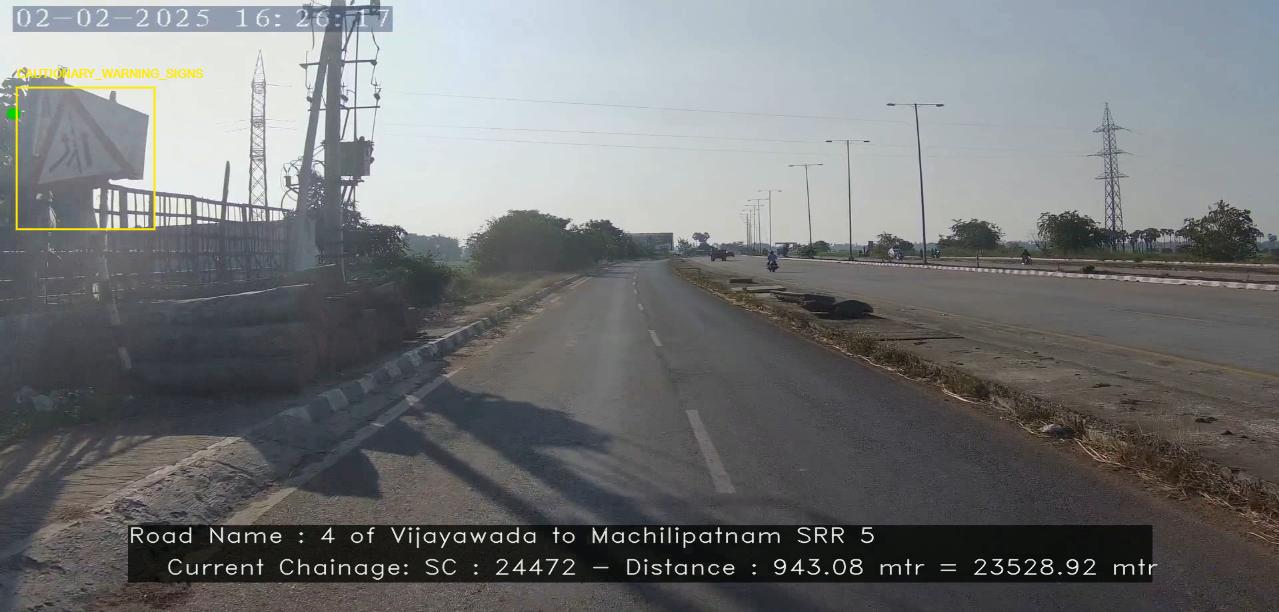 02-02-2025 16:26:17
CAUTIONARY_WARNING_SIGNS
Road Name : 4 of Vijayawada to Machilipatnam SRR 5
Current Chainage: SC : 24472 - Distance : 943.08 mtr = 23528.92 mtr